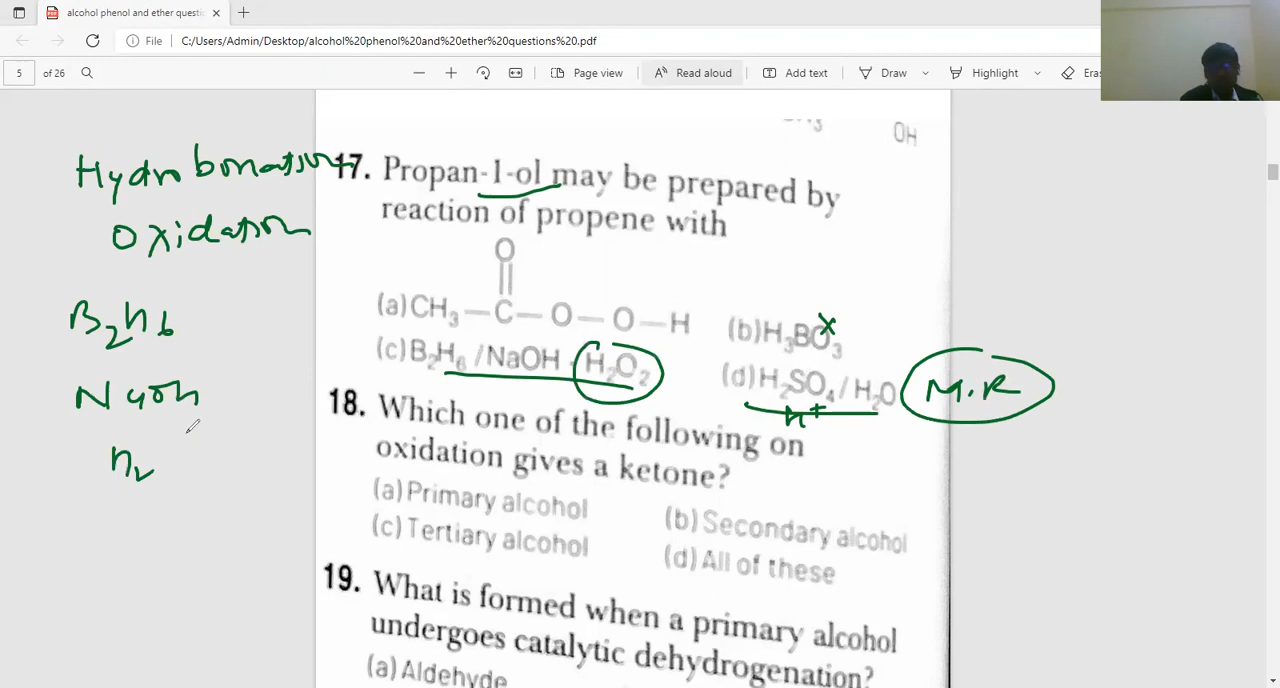 alcohol phenol and ether questi
File C:/Users/Admin/Desktop/alcohol%20phenol%20and%20ether%20questions%20.pdf
5 of 26 Page view Read aloud Add text Draw Highlight Eras
OH
17. Propan-1-ol may be prepared by
reaction of propene with
O
(a) CH3 — C — O — O — H (b) H3BO3 x
(c) B2H6 /NaOH - H2O2 (d) H2SO4 / H2O M.R
H+
18. Which one of the following on
oxidation gives a ketone?
(a) Primary alcohol (b) Secondary alcohol
(c) Tertiary alcohol (d) All of these
19. What is formed when a primary alcohol
undergoes catalytic dehydrogenation?
(a) Aldehyde
Oxidation
B2H6
NaOH
H2